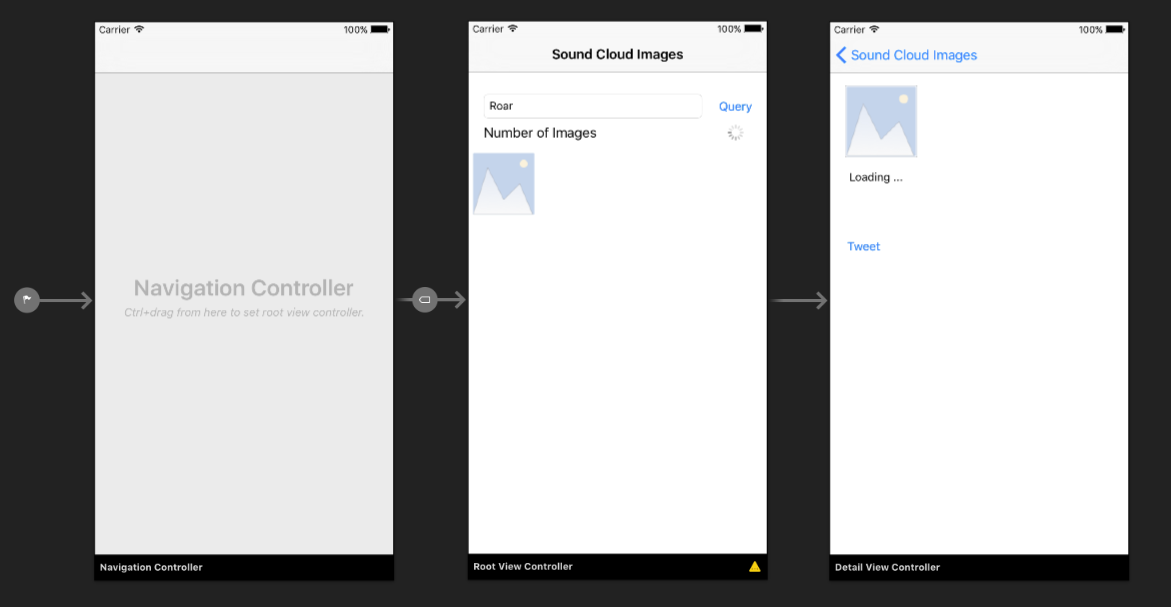 Carrier 100%
Navigation Controller
Ctrl+drag from here to set root view controller.
Navigation Controller
Carrier 100%
Sound Cloud Images
Roar Query
Number of Images
Root View Controller
Carrier 100%
Sound Cloud Images
Loading ...
Tweet
Detail View Controller